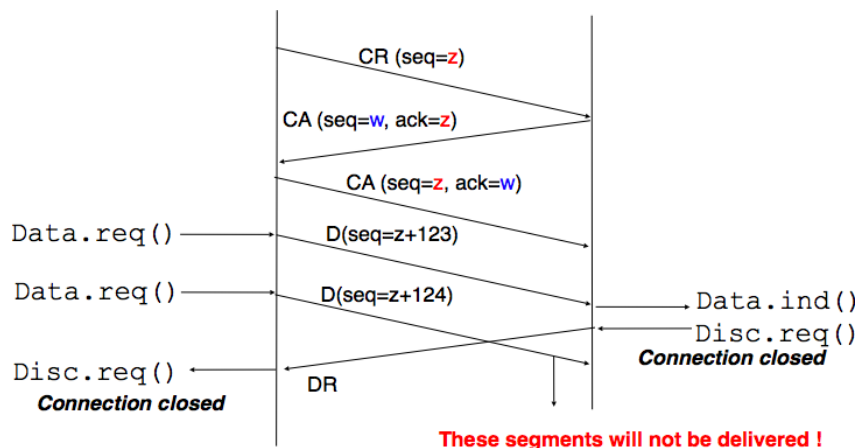 CR (seq=z)
CA (seq=w, ack=z)
CA (seq=z, ack=w)
Data.req()
D(seq=z+123)
Data.req()
D(seq=z+124)
Data.ind()
Disc.req()
Connection closed
Disc.req()
DR
Connection closed
These segments will not be delivered !